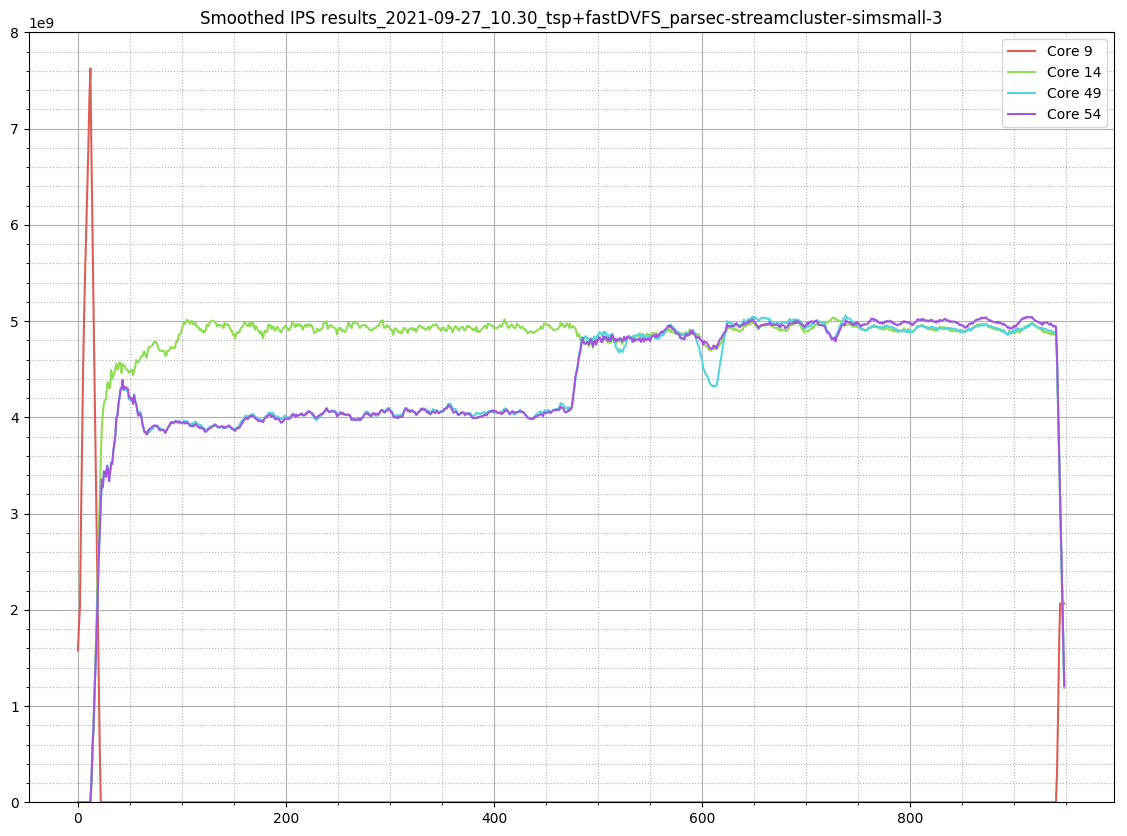 Smoothed IPS results_2021-09-27_10.30_tsp+fastDVFS_parsec-streamcluster-simsmall-3
1e9
8
7
6
5
4
3
2
1
0
0 200 400 600 800
Core 9
Core 14
Core 49
Core 54